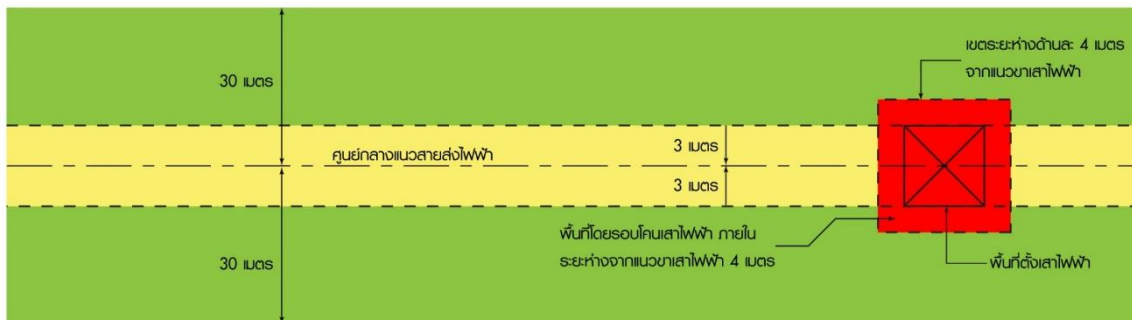 30 เมตร
เขตระยะห่างด้านละ 4 เมตร
จากแนวขาเสาไฟฟ้า
ศูนย์กลางแนวสายส่งไฟฟ้า
3 เมตร
3 เมตร
30 เมตร
พื้นที่โดยรอบโคนเสาไฟฟ้า ภายใน
ระยะห่างจากแนวขาเสาไฟฟ้า 4 เมตร
พื้นที่ตั้งเสาไฟฟ้า